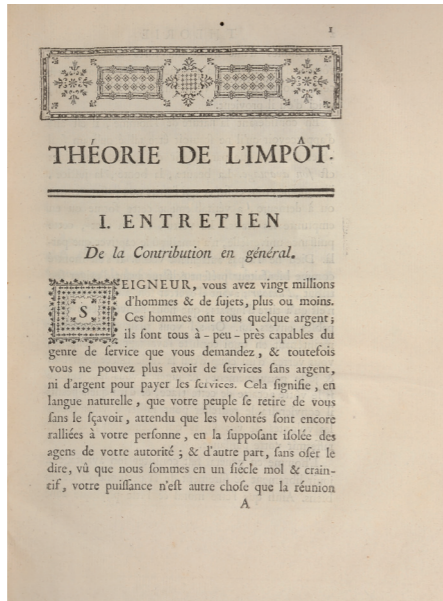 1
THÉORIE DE L'IMPÔT.
I. ENTRETIEN
De la Contribution en général.
SEIGNEUR, vous avez vingt millions
d'hommes & de sujets, plus ou moins.
Ces hommes ont tous quelque argent;
ils sont tous à-peu-près capables du
genre de service que vous demandez, & toutefois
vous ne pouvez plus avoir de services sans argent,
ni d'argent pour payer les services. Cela signifie, en
langue naturelle, que votre peuple se retire de vous
sans le sçavoir, attendu que les volontés sont encore
ralliées à votre personne, en la supposant isolée des
agens de votre autorité; & d'autre part, sans oser le
dire, vû que nous sommes en un siécle mol & crain-
tif, votre puissance n'est autre chose que la réunion
A